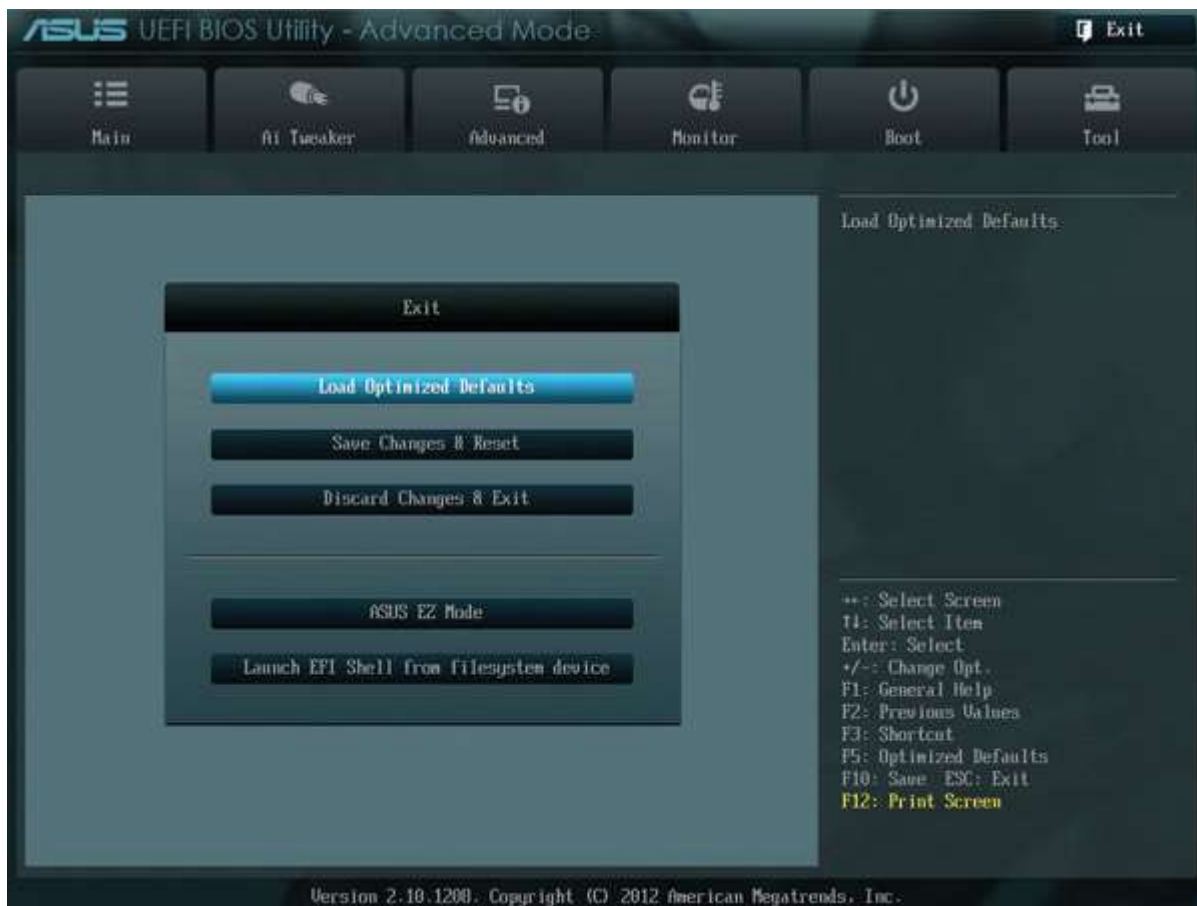 ASUS UEFI BIOS Utility - Advanced Mode
Exit
Main
Ai Tweaker
Advanced
Monitor
Boot
Tool
Load Optimized Defaults
Exit
Load Optimized Defaults
Save Changes & Reset
Discard Changes & Exit
ASUS EZ Mode
Launch EFI Shell from filesystem device
→←: Select Screen
↑↓: Select Item
Enter: Select
+/-: Change Opt.
F1: General Help
F2: Previous Values
F3: Shortcut
F5: Optimized Defaults
F10: Save ESC: Exit
F12: Print Screen
Version 2.10.1208. Copyright (C) 2012 American Megatrends, Inc.